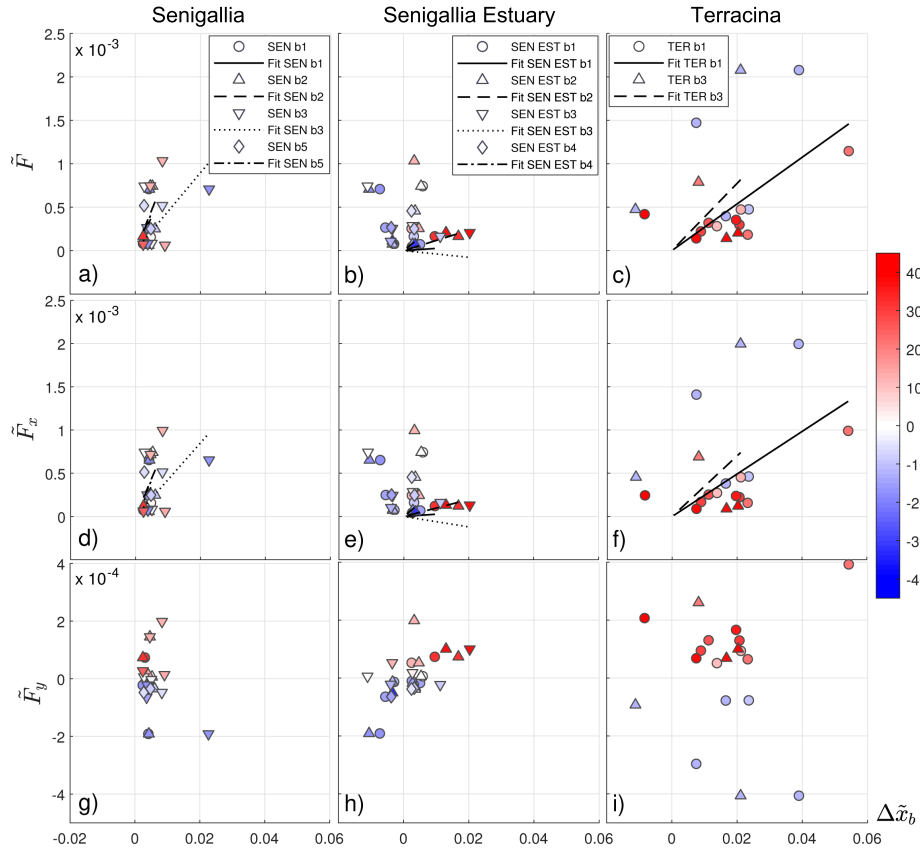 Senigallia
Senigallia Estuary
Terracina
x 10⁻³
2.5
2
1.5
1
0.5
0
F̃
SEN b1
Fit SEN b1
SEN b2
Fit SEN b2
SEN b3
Fit SEN b3
SEN b5
Fit SEN b5
a)
SEN EST b1
Fit SEN EST b1
SEN EST b2
Fit SEN EST b2
SEN EST b3
Fit SEN EST b3
SEN EST b4
Fit SEN EST b4
b)
TER b1
Fit TER b1
TER b3
Fit TER b3
c)
x 10⁻³
2.5
2
1.5
1
0.5
0
F̃x
d)
e)
f)
x 10⁻⁴
4
2
0
-2
-4
F̃y
g)
h)
i)
-0.02 0 0.02 0.04 0.06
0 0.02 0.04 0.06
0 0.02 0.04 0.06
40
30
20
10
0
-1
-2
-3
-4
Δx̃b